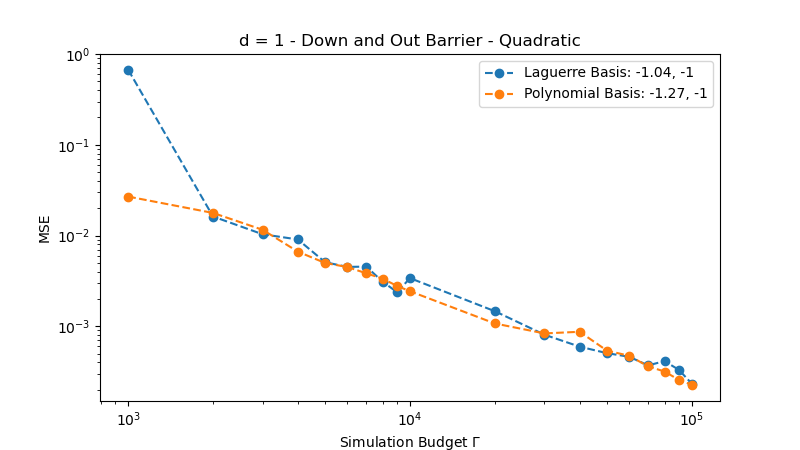 d = 1 - Down and Out Barrier - Quadratic
Laguerre Basis: -1.04, -1
Polynomial Basis: -1.27, -1
MSE
10⁰
10⁻¹
10⁻²
10⁻³
10³
10⁴
10⁵
Simulation Budget Γ